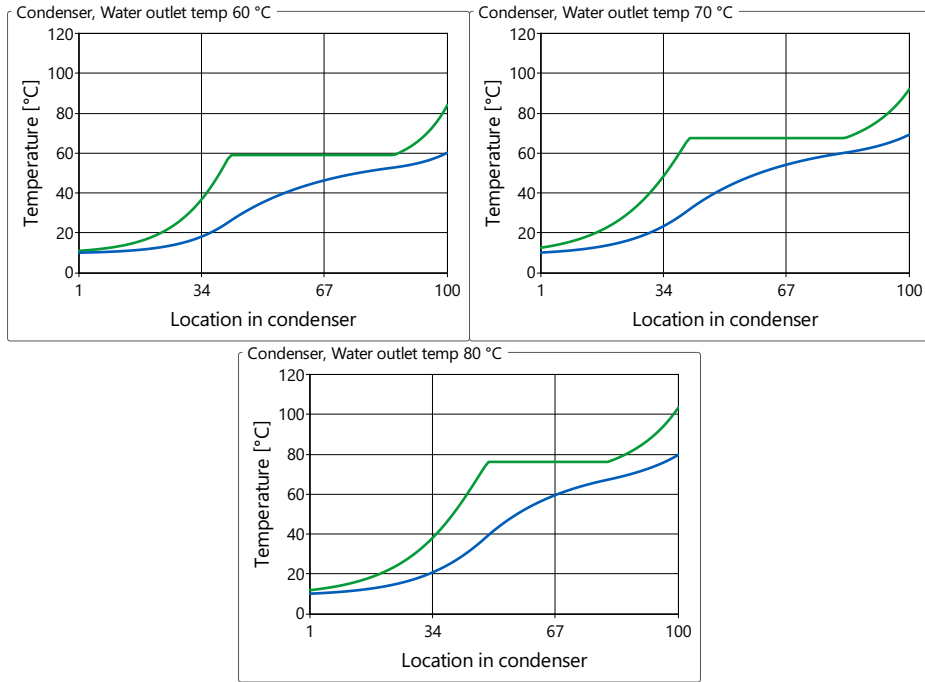 Condenser, Water outlet temp 60 °C
Temperature [°C]
120
100
80
60
40
20
0
1 34 67 100
Location in condenser
Condenser, Water outlet temp 70 °C
Temperature [°C]
120
100
80
60
40
20
0
1 34 67 100
Location in condenser
Condenser, Water outlet temp 80 °C
Temperature [°C]
120
100
80
60
40
20
0
1 34 67 100
Location in condenser